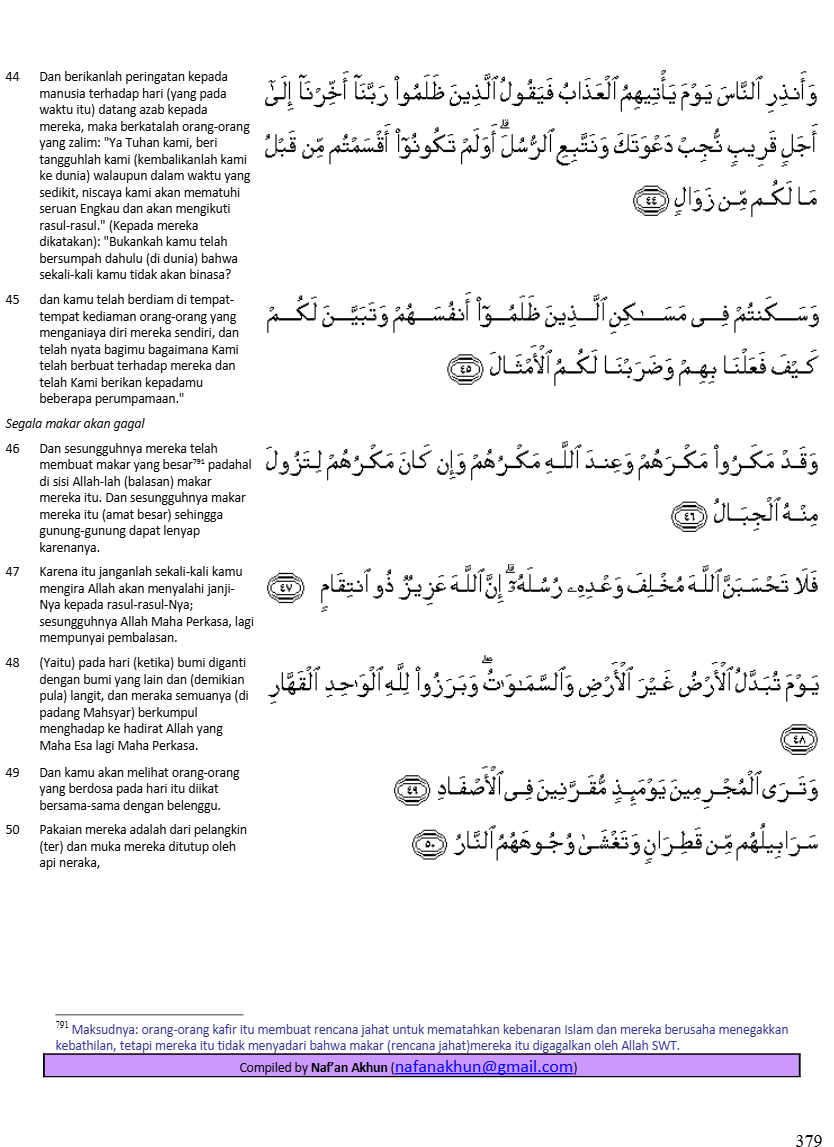 44 Dan berikanlah peringatan kepada
manusia terhadap hari (yang pada
waktu itu) datang azab kepada
mereka, maka berkatalah orang-orang
yang zalim: "Ya Tuhan kami, beri
tangguhlah kami (kembalikanlah kami
ke dunia) walaupun dalam waktu yang
sedikit, niscaya kami akan mematuhi
seruan Engkau dan akan mengikuti
rasul-rasul." (Kepada mereka
dikatakan): "Bukankah kamu telah
bersumpah dahulu (di dunia) bahwa
sekali-kali kamu tidak akan binasa?
وَأَنذِرِ ٱلنَّاسَ يَوْمَ يَأْتِيهِمُ ٱلْعَذَابُ فَيَقُولُ ٱلَّذِينَ ظَلَمُوا۟ رَبَّنَآ أَخِّرْنَآ إِلَىٰٓ
أَجَلٍ قَرِيبٍ نُّجِبْ دَعْوَتَكَ وَنَتَّبِعِ ٱلرُّسُلَ ۗ أَوَلَمْ تَكُونُوٓا۟ أَقْسَمْتُم مِّن قَبْلُ
مَا لَكُم مِّن زَوَالٍ ٤٤
45 dan kamu telah berdiam di tempat-
tempat kediaman orang-orang yang
menganiaya diri mereka sendiri, dan
telah nyata bagimu bagaimana Kami
telah berbuat terhadap mereka dan
telah Kami berikan kepadamu
beberapa perumpamaan."
وَسَكَنتُمْ فِى مَسَـٰكِنِ ٱلَّذِينَ ظَلَمُوٓا۟ أَنفُسَهُمْ وَتَبَيَّنَ لَكُمْ
كَيْفَ فَعَلْنَا بِهِمْ وَضَرَبْنَا لَكُمُ ٱلْأَمْثَالَ ٤٥
Segala makar akan gagal
46 Dan sesungguhnya mereka telah
membuat makar yang besar791 padahal
di sisi Allah-lah (balasan) makar
mereka itu. Dan sesungguhnya makar
mereka itu (amat besar) sehingga
gunung-gunung dapat lenyap
karenanya.
وَقَدْ مَكَرُوا۟ مَكْرَهُمْ وَعِندَ ٱللَّهِ مَكْرُهُمْ وَإِن كَانَ مَكْرُهُمْ لِتَزُولَ
مِنْهُ ٱلْجِبَالُ ٤٦
47 Karena itu janganlah sekali-kali kamu
mengira Allah akan menyalahi janji-
Nya kepada rasul-rasul-Nya;
sesungguhnya Allah Maha Perkasa, lagi
mempunyai pembalasan.
فَلَا تَحْسَبَنَّ ٱللَّهَ مُخْلِفَ وَعْدِهِۦ رُسُلَهُۥٓ ۗ إِنَّ ٱللَّهَ عَزِيزٌ ذُو ٱنتِقَامٍ ٤٧
48 (Yaitu) pada hari (ketika) bumi diganti
dengan bumi yang lain dan (demikian
pula) langit, dan meraka semuanya (di
padang Mahsyar) berkumpul
menghadap ke hadirat Allah yang
Maha Esa lagi Maha Perkasa.
يَوْمَ تُبَدَّلُ ٱلْأَرْضُ غَيْرَ ٱلْأَرْضِ وَٱلسَّمَـٰوَٰتُ ۖ وَبَرَزُوا۟ لِلَّهِ ٱلْوَٰحِدِ ٱلْقَهَّارِ
٤٨
49 Dan kamu akan melihat orang-orang
yang berdosa pada hari itu diikat
bersama-sama dengan belenggu.
وَتَرَى ٱلْمُجْرِمِينَ يَوْمَئِذٍ مُّقَرَّنِينَ فِى ٱلْأَصْفَادِ ٤٩
50 Pakaian mereka adalah dari pelangkin
(ter) dan muka mereka ditutup oleh
api neraka,
سَرَابِيلُهُم مِّن قَطِرَانٍ وَتَغْشَىٰ وُجُوهَهُمُ ٱلنَّارُ ٥٠
791 Maksudnya: orang-orang kafir itu membuat rencana jahat untuk mematahkan kebenaran Islam dan mereka berusaha menegakkan
kebathilan, tetapi mereka itu tidak menyadari bahwa makar (rencana jahat)mereka itu digagalkan oleh Allah SWT.
Compiled by Naf'an Akhun (nafanakhun@gmail.com)
379